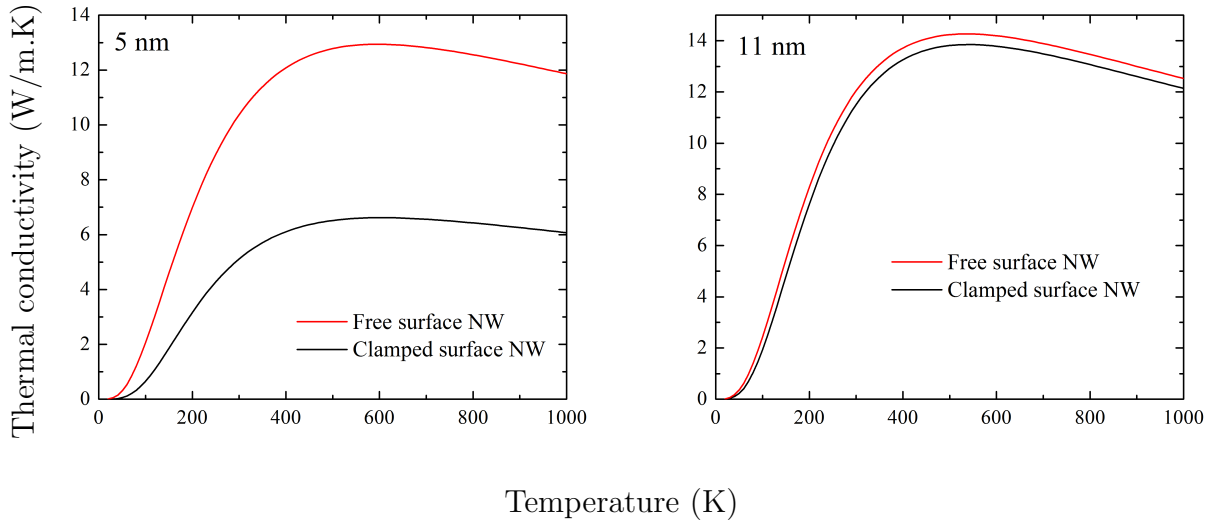 Thermal conductivity (W/m.K)
5 nm
14
12
10
8
6
4
2
0
0 200 400 600 800 1000
Free surface NW
Clamped surface NW
11 nm
14
12
10
8
6
4
2
0
0 200 400 600 800 1000
Free surface NW
Clamped surface NW
Temperature (K)